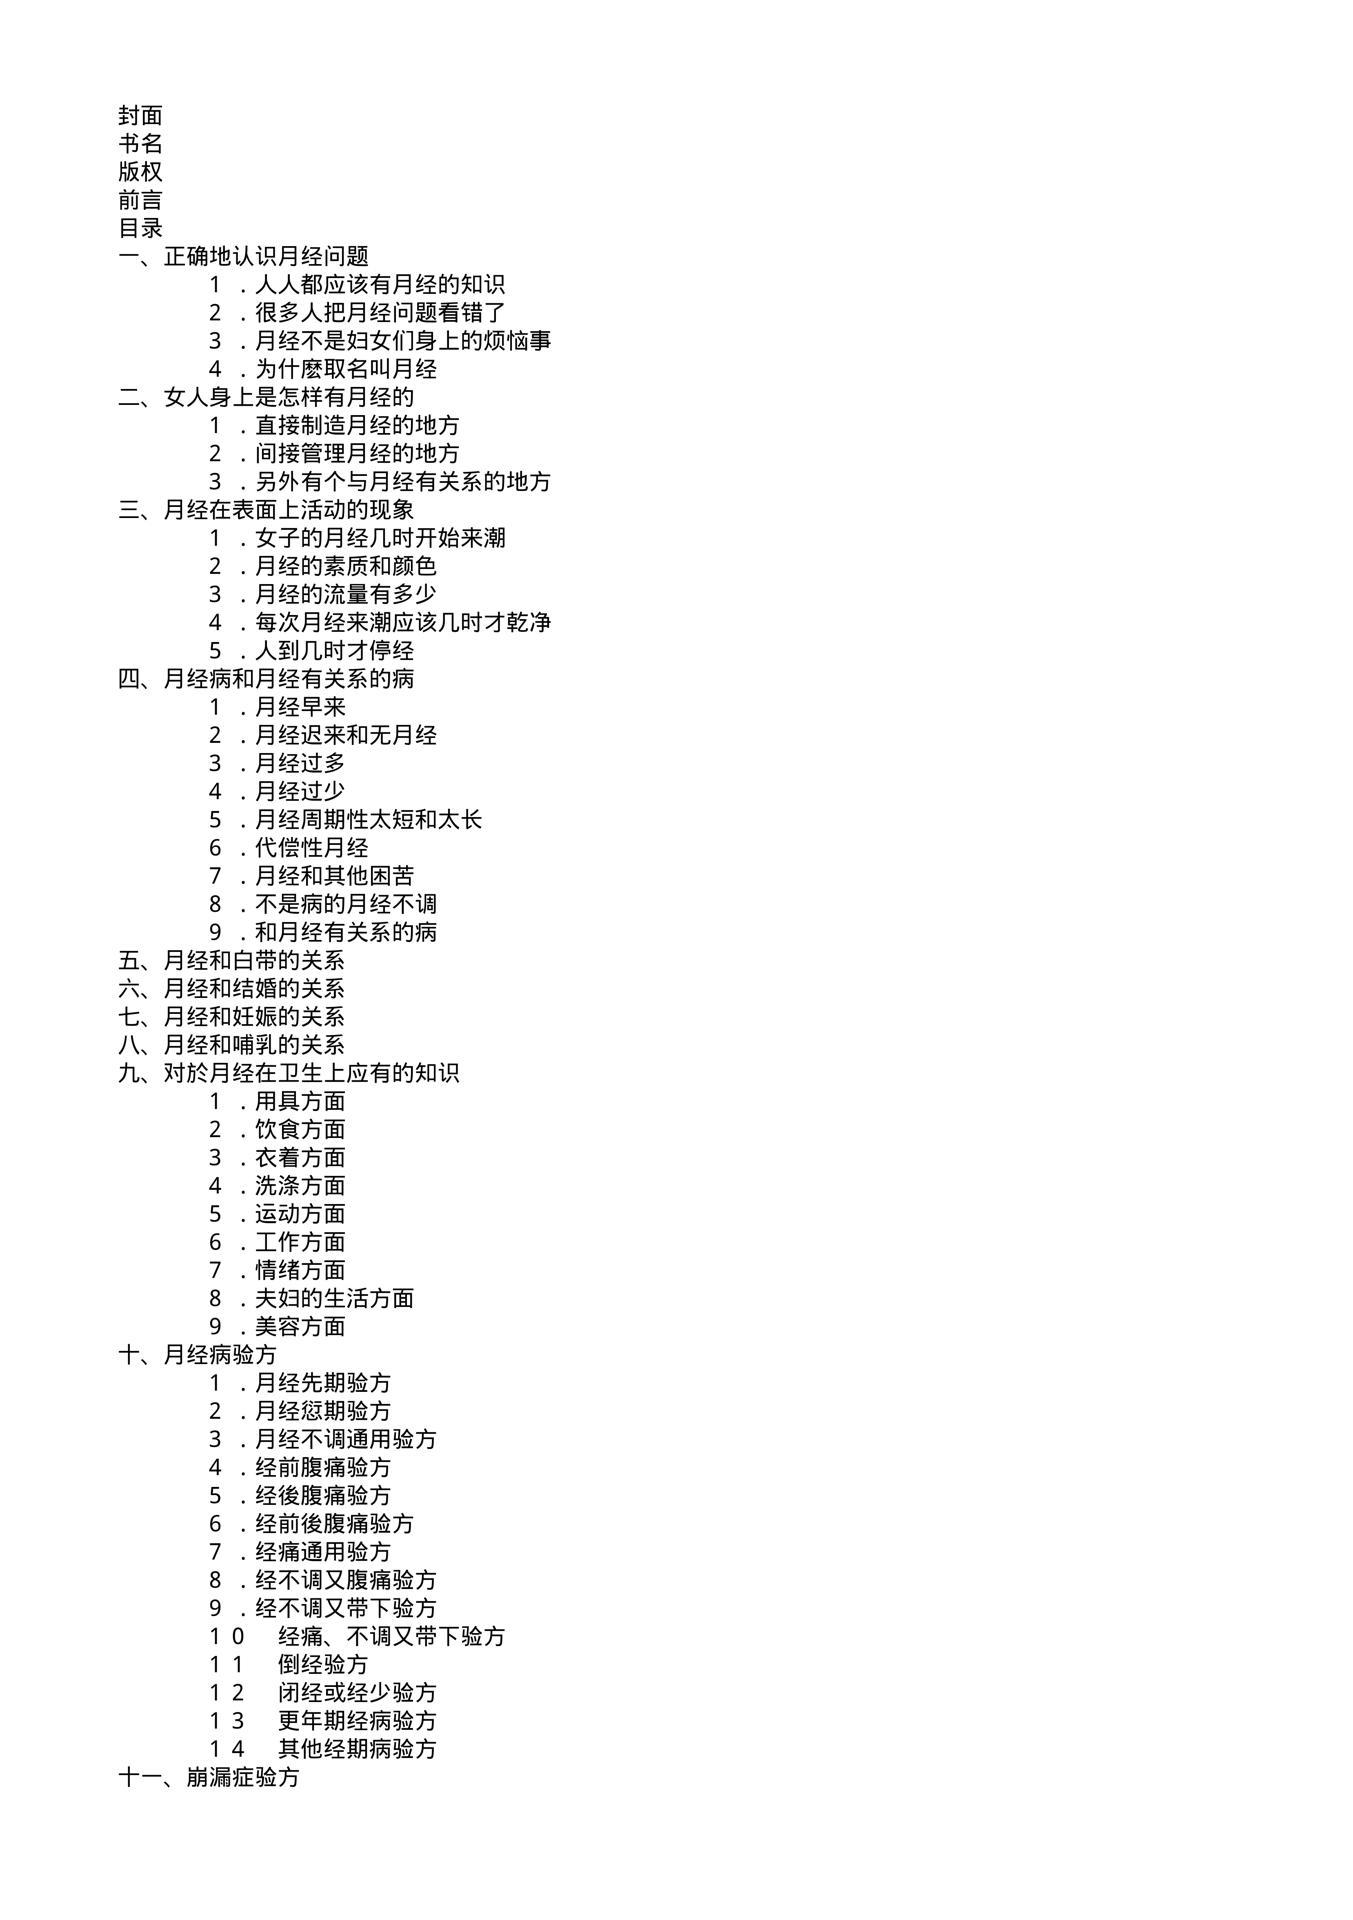 封面
书名
版权
前言
目录
一、正确地认识月经问题
1．人人都应该有月经的知识
2．很多人把月经问题看错了
3．月经不是妇女们身上的烦恼事
4．为什麽取名叫月经
二、女人身上是怎样有月经的
1．直接制造月经的地方
2．间接管理月经的地方
3．另外有个与月经有关系的地方
三、月经在表面上活动的现象
1．女子的月经几时开始来潮
2．月经的素质和颜色
3．月经的流量有多少
4．每次月经来潮应该几时才乾净
5．人到几时才停经
四、月经病和月经有关系的病
1．月经早来
2．月经迟来和无月经
3．月经过多
4．月经过少
5．月经周期性太短和太长
6．代偿性月经
7．月经和其他困苦
8．不是病的月经不调
9．和月经有关系的病
五、月经和白带的关系
六、月经和结婚的关系
七、月经和妊娠的关系
八、月经和哺乳的关系
九、对於月经在卫生上应有的知识
1．用具方面
2．饮食方面
3．衣着方面
4．洗涤方面
5．运动方面
6．工作方面
7．情绪方面
8．夫妇的生活方面
9．美容方面
十、月经病验方
1．月经先期验方
2．月经愆期验方
3．月经不调通用验方
4．经前腹痛验方
5．经後腹痛验方
6．经前後腹痛验方
7．经痛通用验方
8．经不调又腹痛验方
9．经不调又带下验方
10　经痛、不调又带下验方
11　倒经验方
12　闭经或经少验方
13　更年期经病验方
14　其他经期病验方
十一、崩漏症验方